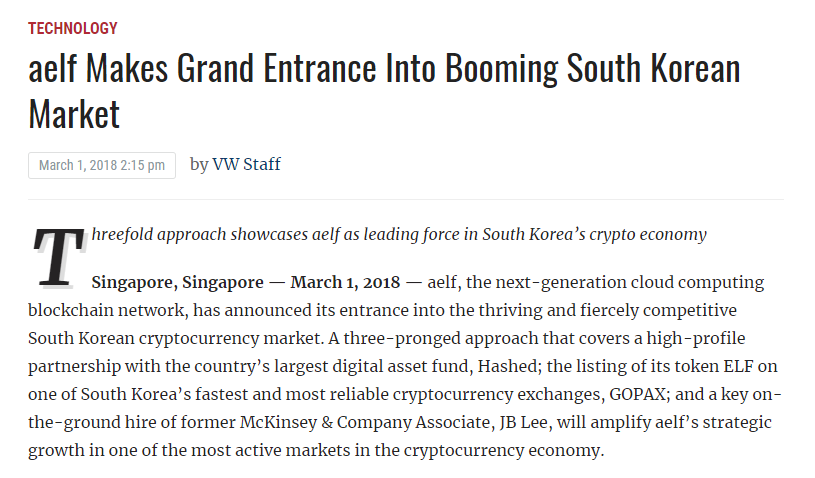 TECHNOLOGY
aelf Makes Grand Entrance Into Booming South Korean
Market
March 1, 2018 2:15 pm by VW Staff
Threefold approach showcases aelf as leading force in South Korea’s crypto economy
Singapore, Singapore — March 1, 2018 — aelf, the next-generation cloud computing
blockchain network, has announced its entrance into the thriving and fiercely competitive
South Korean cryptocurrency market. A three-pronged approach that covers a high-profile
partnership with the country’s largest digital asset fund, Hashed; the listing of its token ELF on
one of South Korea’s fastest and most reliable cryptocurrency exchanges, GOPAX; and a key on-
the-ground hire of former McKinsey & Company Associate, JB Lee, will amplify aelf’s strategic
growth in one of the most active markets in the cryptocurrency economy.